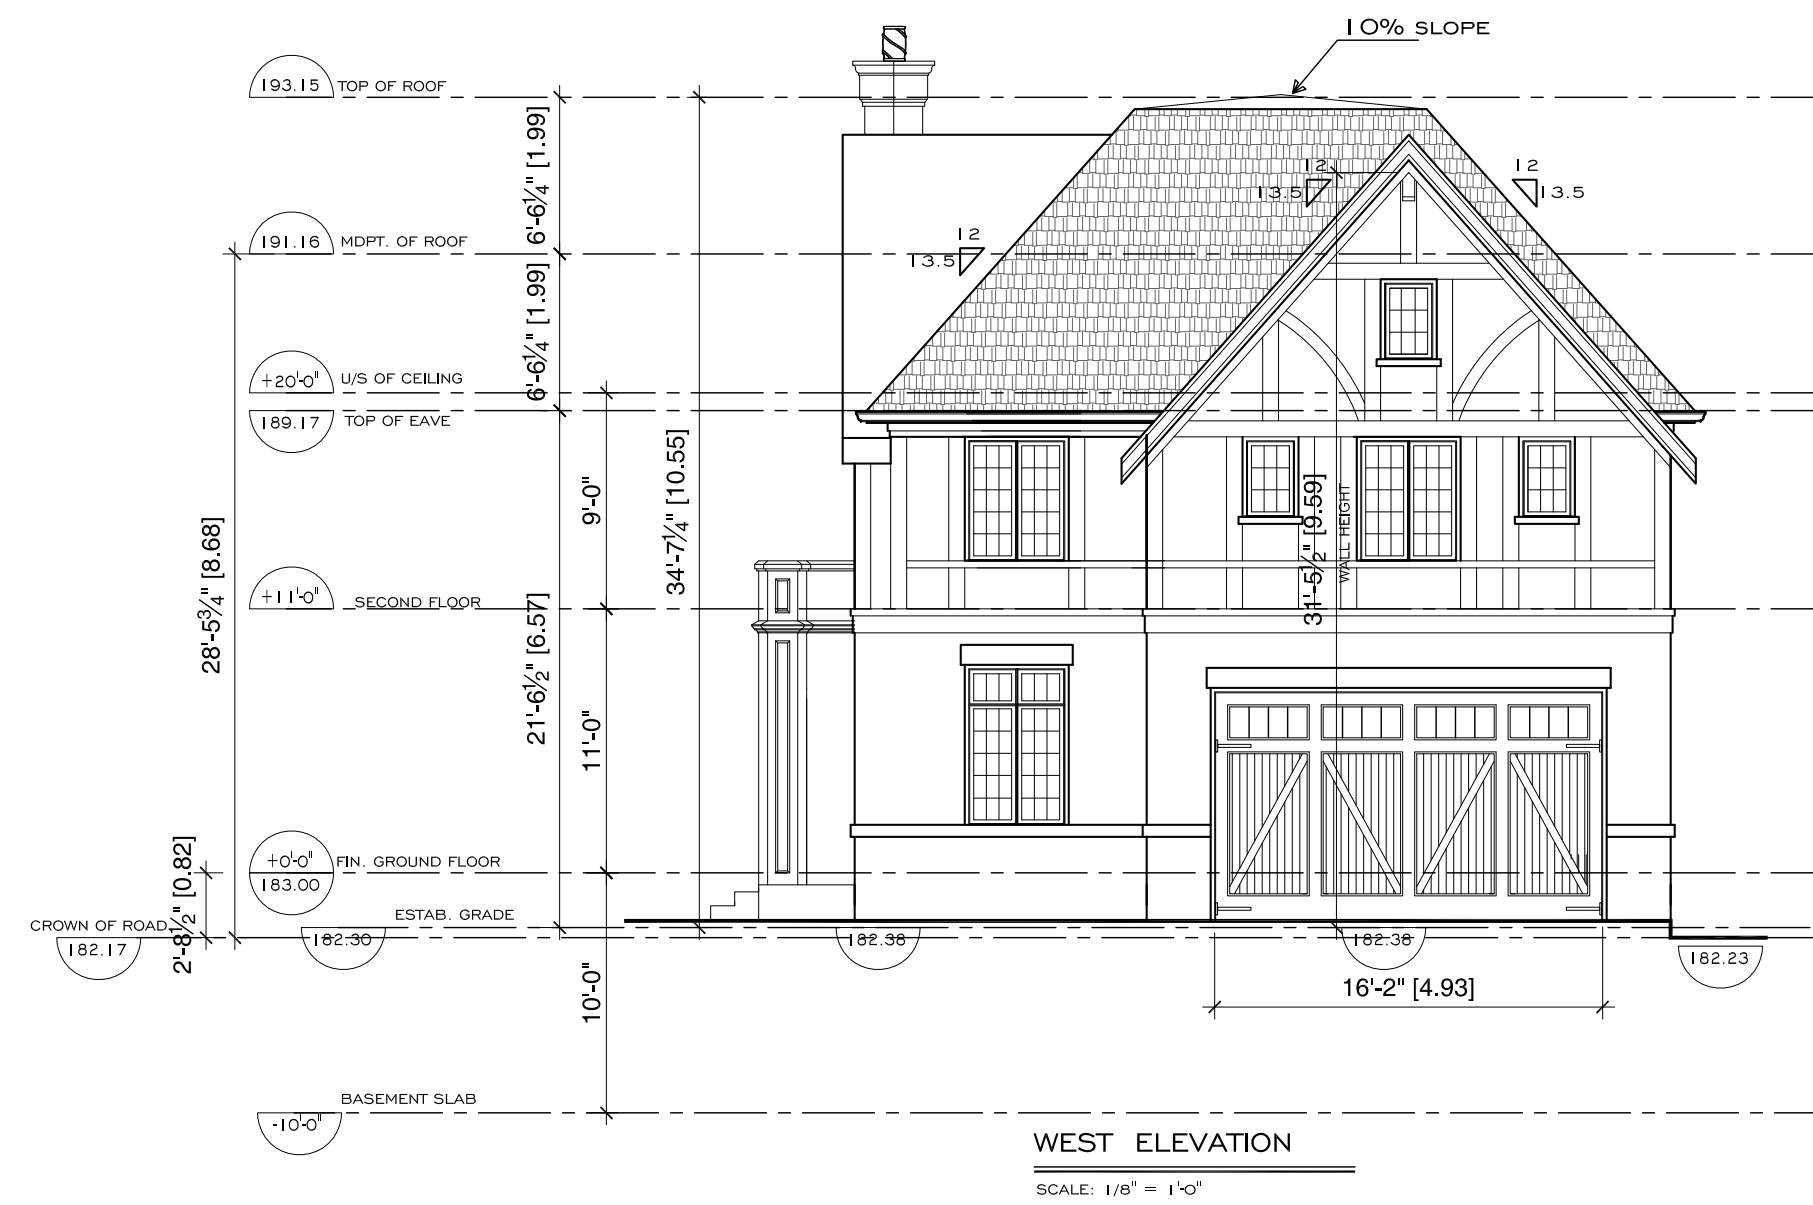 10% SLOPE
193.15 TOP OF ROOF
6'-6¼" [1.99]
12
13.5
12
13.5
191.16 MDPT. OF ROOF
12
13.5
6'-6¼" [1.99]
+20'-0" U/S OF CEILING
189.17 TOP OF EAVE
9'-0"
34'-7¼" [10.55]
31'-5½" [9.59]
WALL HEIGHT
28'-5¾" [8.68]
+11'-0" SECOND FLOOR
21'-6½" [6.57]
11'-0"
+0'-0" FIN. GROUND FLOOR
183.00
2'-8½" [0.82]
CROWN OF ROAD
182.17
ESTAB. GRADE
182.30
182.38
182.38
182.23
16'-2" [4.93]
10'-0"
BASEMENT SLAB
-10'-0"
WEST ELEVATION
SCALE: 1/8" = 1'-0"